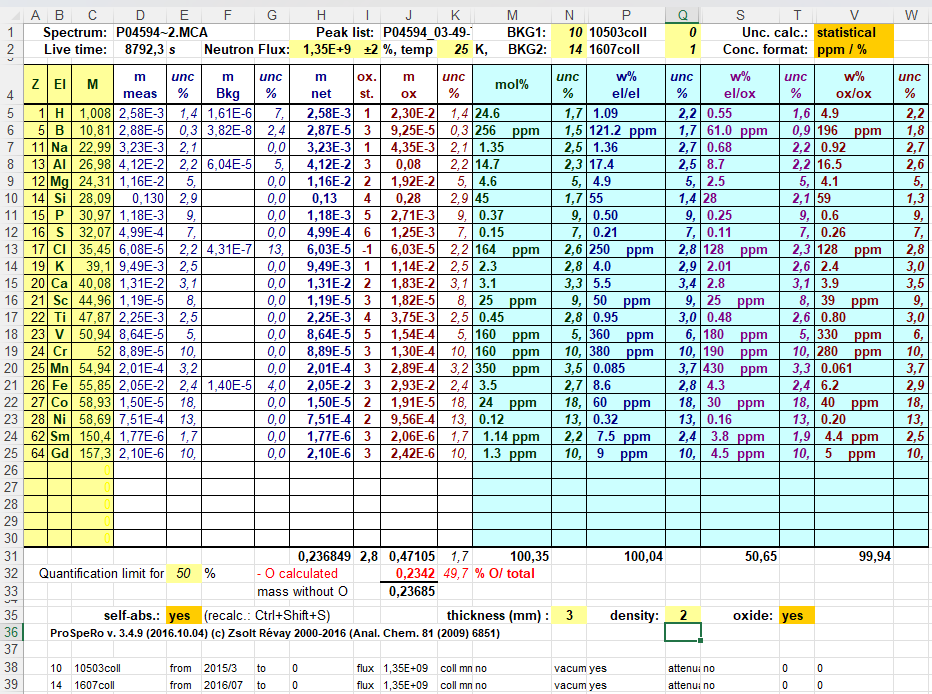 A B C D E F G H I J K M N P Q S T V W
1 Spectrum: P04594~2.MCA Peak list: P04594_03-49- BKG1: 10 10503coll 0 Unc. calc.: statistical
2 Live time: 8792,3 s Neutron Flux: 1,35E+9 ±2 %, temp 25 K, BKG2: 14 1607coll 1 Conc. format: ppm / %
m unc m unc m ox. m unc unc w% unc w% unc w% unc
4 Z El M meas % Bkg % net st. ox % mol% % el/el % el/ox % ox/ox %
5 1 H 1,008 2,58E-3 1,4 1,61E-6 7, 2,58E-3 1 2,30E-2 1,4 24.6 1,7 1.09 2,2 0.55 1,6 4.9 2,2
6 5 B 10,81 2,88E-5 0,3 3,82E-8 2,4 2,87E-5 3 9,25E-5 0,3 256 ppm 1,5 121.2 ppm 1,7 61.0 ppm 0,9 196 ppm 1,8
7 11 Na 22,99 3,23E-3 2,1 0,0 3,23E-3 1 4,35E-3 2,1 1.35 2,5 1.36 2,7 0.68 2,2 0.92 2,7
8 13 Al 26,98 4,12E-2 2,2 6,04E-5 5, 4,12E-2 3 0,08 2,2 14.7 2,3 17.4 2,5 8.7 2,2 16.5 2,6
9 12 Mg 24,31 1,16E-2 5, 0,0 1,16E-2 2 1,92E-2 5, 4.6 5, 4.9 5, 2.5 5, 4.1 5,
10 14 Si 28,09 0,130 2,9 0,0 0,13 4 0,28 2,9 45 1,7 55 1,4 28 2,1 59 1,3
11 15 P 30,97 1,18E-3 9, 0,0 1,18E-3 5 2,71E-3 9, 0.37 9, 0.50 9, 0.25 9, 0.6 9,
12 16 S 32,07 4,99E-4 7, 0,0 4,99E-4 6 1,25E-3 7, 0.15 7, 0.21 7, 0.11 7, 0.26 7,
13 17 Cl 35,45 6,08E-5 2,2 4,31E-7 13, 6,03E-5 -1 6,03E-5 2,2 164 ppm 2,6 250 ppm 2,8 128 ppm 2,3 128 ppm 2,8
14 19 K 39,1 9,49E-3 2,5 0,0 9,49E-3 1 1,14E-2 2,5 2.3 2,8 4.0 2,9 2.01 2,6 2.4 3,0
15 20 Ca 40,08 1,31E-2 3,1 0,0 1,31E-2 2 1,83E-2 3,1 3.1 3,3 5.5 3,4 2.8 3,1 3.9 3,5
16 21 Sc 44,96 1,19E-5 8, 0,0 1,19E-5 3 1,82E-5 8, 25 ppm 9, 50 ppm 9, 25 ppm 8, 39 ppm 9,
17 22 Ti 47,87 2,25E-3 2,5 0,0 2,25E-3 4 3,75E-3 2,5 0.45 2,8 0.95 3,0 0.48 2,6 0.80 3,0
18 23 V 50,94 8,64E-5 5, 0,0 8,64E-5 5 1,54E-4 5, 160 ppm 5, 360 ppm 6, 180 ppm 5, 330 ppm 6,
19 24 Cr 52 8,89E-5 10, 0,0 8,89E-5 3 1,30E-4 10, 160 ppm 10, 380 ppm 10, 190 ppm 10, 280 ppm 10,
20 25 Mn 54,94 2,01E-4 3,2 0,0 2,01E-4 3 2,89E-4 3,2 350 ppm 3,5 0.085 3,7 430 ppm 3,3 0.061 3,7
21 26 Fe 55,85 2,05E-2 2,4 1,40E-5 4,0 2,05E-2 3 2,93E-2 2,4 3.5 2,7 8.6 2,8 4.3 2,4 6.2 2,9
22 27 Co 58,93 1,50E-5 18, 0,0 1,50E-5 2 1,91E-5 18, 24 ppm 18, 60 ppm 18, 30 ppm 18, 40 ppm 18,
23 28 Ni 58,69 7,51E-4 13, 0,0 7,51E-4 2 9,56E-4 13, 0.12 13, 0.32 13, 0.16 13, 0.20 13,
24 62 Sm 150,4 1,77E-6 1,7 0,0 1,77E-6 3 2,06E-6 1,7 1.14 ppm 2,2 7.5 ppm 2,4 3.8 ppm 1,9 4.4 ppm 2,5
25 64 Gd 157,3 2,10E-6 10, 0,0 2,10E-6 3 2,42E-6 10, 1.3 ppm 10, 9 ppm 10, 4.5 ppm 10, 5 ppm 10,
26 0
27 0
28 0
29 0
30 0
31 0,236849 2,8 0,47105 1,7 100,35 100,04 50,65 99,94
32 Quantification limit for 50 % - O calculated 0,2342 49,7 % O/ total
33 mass without O 0,23685
35 self-abs.: yes (recalc.: Ctrl+Shift+S) thickness (mm) : 3 density: 2 oxide: yes
36 ProSpeRo v. 3.4.9 (2016.10.04) (c) Zsolt Révay 2000-2016 (Anal. Chem. 81 (2009) 6851)
37
38 10 10503coll from 2015/3 to 0 flux 1,35E+09 coll mm no vacum yes attenua no 0 0
39 14 1607coll from 2016/07 to 0 flux 1,35E+09 coll mm no vacum yes attenua no 0 0